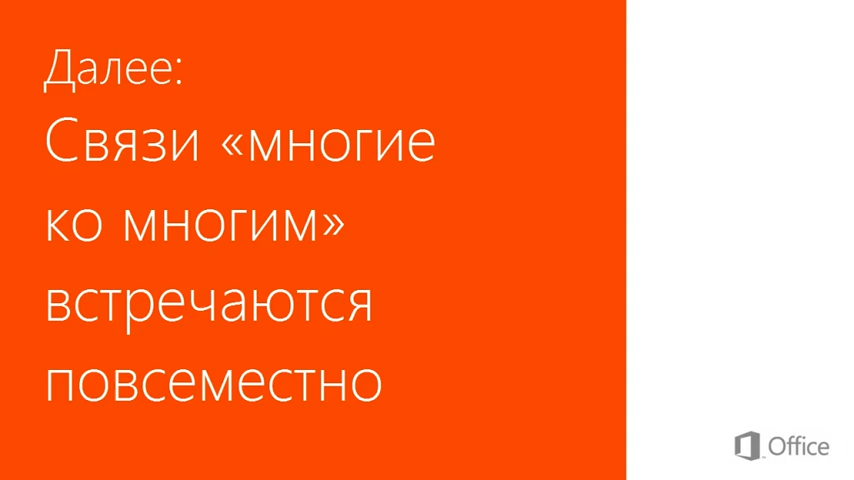 Далее:
Связи «многие
ко многим»
встречаются
повсеместно
Office